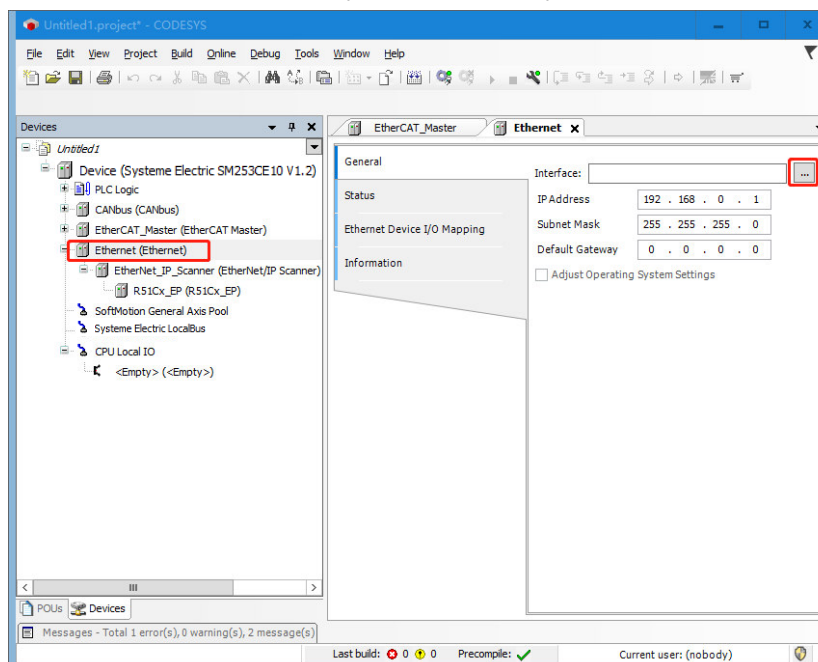 Untitled1.project* - CODESYS
File Edit View Project Build Online Debug Tools Window Help
Devices
Untitled1
Device (Systeme Electric SM253CE10 V1.2)
PLC Logic
CANbus (CANbus)
EtherCAT_Master (EtherCAT Master)
Ethernet (Ethernet)
EtherNet_IP_Scanner (EtherNet/IP Scanner)
R51Cx_EP (R51Cx_EP)
SoftMotion General Axis Pool
Systeme Electric LocalBus
CPU Local IO
<Empty> (<Empty>)
POUs Devices
EtherCAT_Master Ethernet
General
Status
Ethernet Device I/O Mapping
Information
Interface: ...
IP Address 192 . 168 . 0 . 1
Subnet Mask 255 . 255 . 255 . 0
Default Gateway 0 . 0 . 0 . 0
Adjust Operating System Settings
Messages - Total 1 error(s), 0 warning(s), 2 message(s)
Last build: 0 0 Precompile: Current user: (nobody)